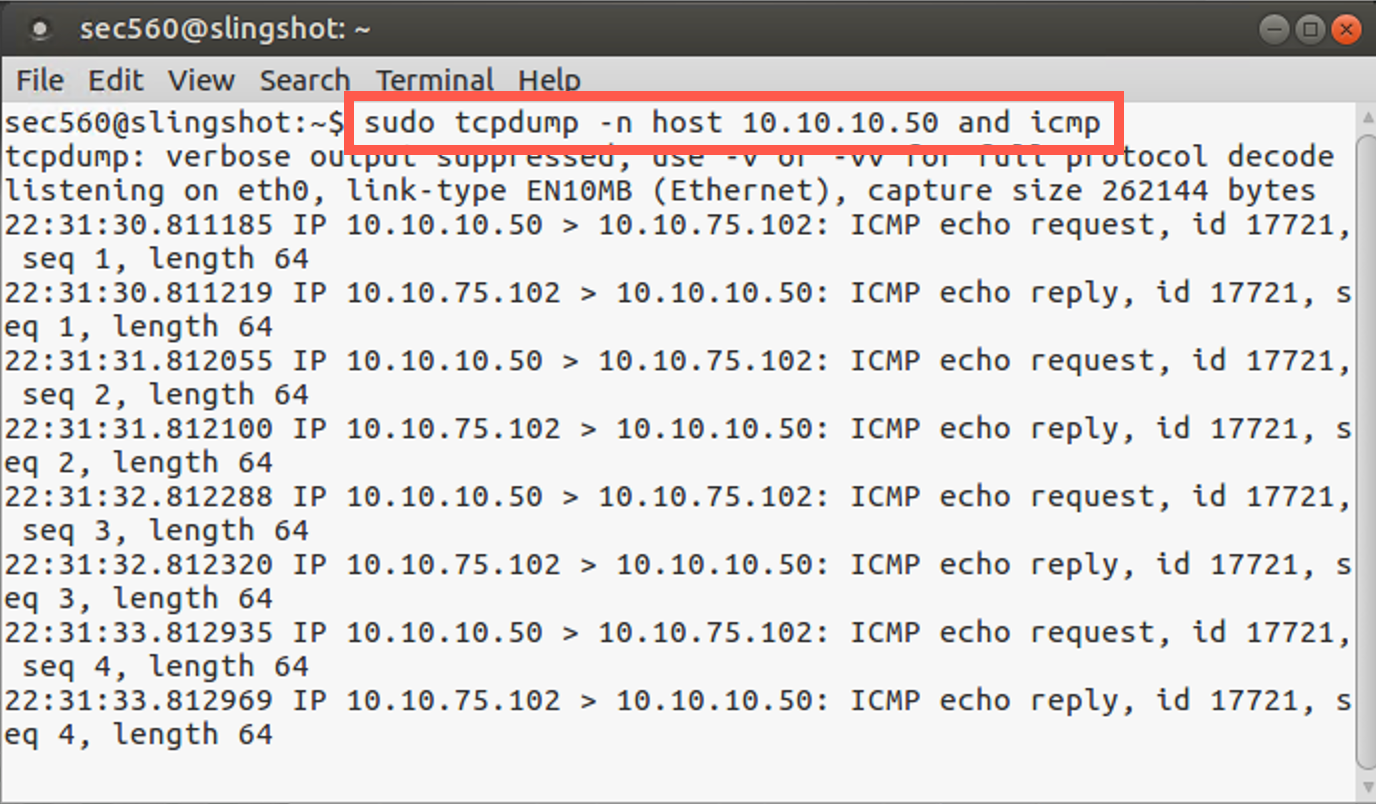 sec560@slingshot: ~
File Edit View Search Terminal Help
sec560@slingshot:~$ sudo tcpdump -n host 10.10.10.50 and icmp
tcpdump: verbose output suppressed, use -v or -vv for full protocol decode
listening on eth0, link-type EN10MB (Ethernet), capture size 262144 bytes
22:31:30.811185 IP 10.10.10.50 > 10.10.75.102: ICMP echo request, id 17721,
 seq 1, length 64
22:31:30.811219 IP 10.10.75.102 > 10.10.10.50: ICMP echo reply, id 17721, s
eq 1, length 64
22:31:31.812055 IP 10.10.10.50 > 10.10.75.102: ICMP echo request, id 17721,
 seq 2, length 64
22:31:31.812100 IP 10.10.75.102 > 10.10.10.50: ICMP echo reply, id 17721, s
eq 2, length 64
22:31:32.812288 IP 10.10.10.50 > 10.10.75.102: ICMP echo request, id 17721,
 seq 3, length 64
22:31:32.812320 IP 10.10.75.102 > 10.10.10.50: ICMP echo reply, id 17721, s
eq 3, length 64
22:31:33.812935 IP 10.10.10.50 > 10.10.75.102: ICMP echo request, id 17721,
 seq 4, length 64
22:31:33.812969 IP 10.10.75.102 > 10.10.10.50: ICMP echo reply, id 17721, s
eq 4, length 64